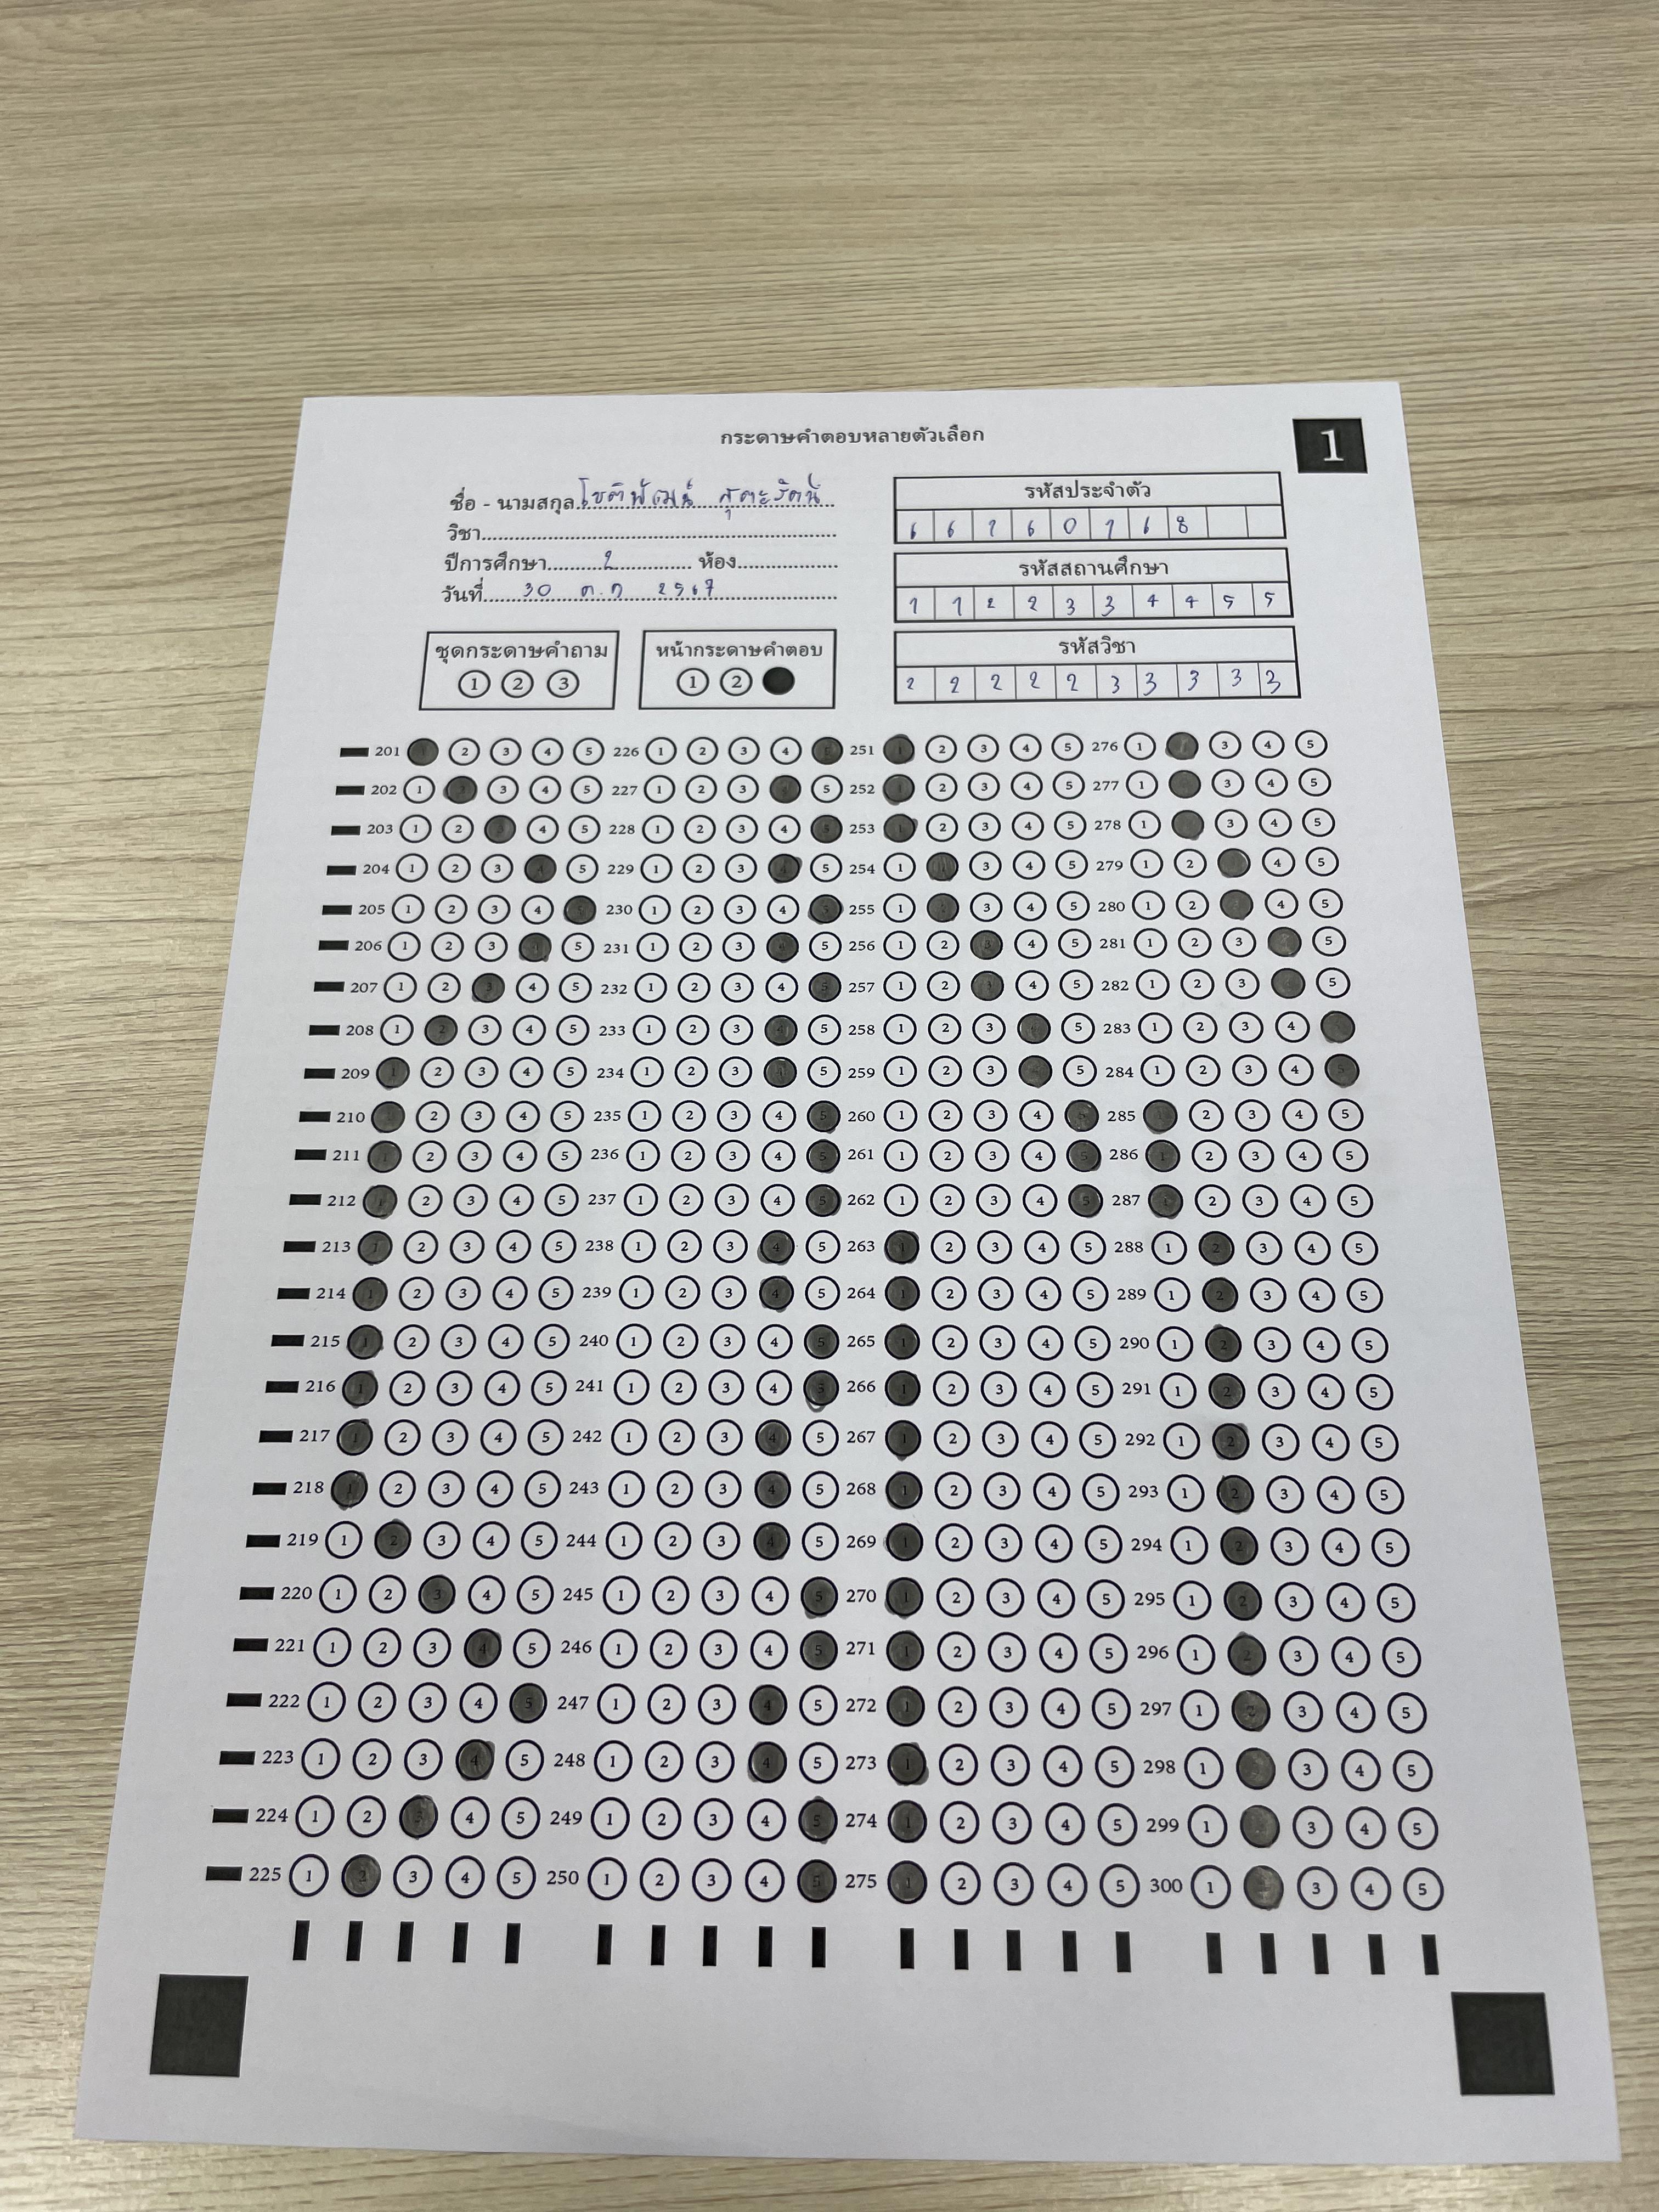 กระดาษคำตอบหลายตัวเลือก
1
ชื่อ - นามสกุล โชติพัฒน์ สุตะรัตน์
วิชา
ปีการศึกษา 2 ห้อง
วันที่ 30 ต.ค 2567
รหัสประจำตัว
6 6 1 6 0 1 6 8
รหัสสถานศึกษา
1 1 2 2 3 3 4 4 5 5
รหัสวิชา
2 2 2 2 2 3 3 3 3 3
ชุดกระดาษคำถาม
1 2 3
หน้ากระดาษคำตอบ
1 2
201 1 2 3 4 5 226 1 2 3 4 5 251 1 2 3 4 5 276 1 2 3 4 5
202 1 2 3 4 5 227 1 2 3 4 5 252 1 2 3 4 5 277 1 2 3 4 5
203 1 2 3 4 5 228 1 2 3 4 5 253 1 2 3 4 5 278 1 2 3 4 5
204 1 2 3 4 5 229 1 2 3 4 5 254 1 2 3 4 5 279 1 2 3 4 5
205 1 2 3 4 5 230 1 2 3 4 5 255 1 2 3 4 5 280 1 2 3 4 5
206 1 2 3 4 5 231 1 2 3 4 5 256 1 2 3 4 5 281 1 2 3 4 5
207 1 2 3 4 5 232 1 2 3 4 5 257 1 2 3 4 5 282 1 2 3 4 5
208 1 2 3 4 5 233 1 2 3 4 5 258 1 2 3 4 5 283 1 2 3 4 5
209 1 2 3 4 5 234 1 2 3 4 5 259 1 2 3 4 5 284 1 2 3 4 5
210 1 2 3 4 5 235 1 2 3 4 5 260 1 2 3 4 5 285 1 2 3 4 5
211 1 2 3 4 5 236 1 2 3 4 5 261 1 2 3 4 5 286 1 2 3 4 5
212 1 2 3 4 5 237 1 2 3 4 5 262 1 2 3 4 5 287 1 2 3 4 5
213 1 2 3 4 5 238 1 2 3 4 5 263 1 2 3 4 5 288 1 2 3 4 5
214 1 2 3 4 5 239 1 2 3 4 5 264 1 2 3 4 5 289 1 2 3 4 5
215 1 2 3 4 5 240 1 2 3 4 5 265 1 2 3 4 5 290 1 2 3 4 5
216 1 2 3 4 5 241 1 2 3 4 5 266 1 2 3 4 5 291 1 2 3 4 5
217 1 2 3 4 5 242 1 2 3 4 5 267 1 2 3 4 5 292 1 2 3 4 5
218 1 2 3 4 5 243 1 2 3 4 5 268 1 2 3 4 5 293 1 2 3 4 5
219 1 2 3 4 5 244 1 2 3 4 5 269 1 2 3 4 5 294 1 2 3 4 5
220 1 2 3 4 5 245 1 2 3 4 5 270 1 2 3 4 5 295 1 2 3 4 5
221 1 2 3 4 5 246 1 2 3 4 5 271 1 2 3 4 5 296 1 2 3 4 5
222 1 2 3 4 5 247 1 2 3 4 5 272 1 2 3 4 5 297 1 2 3 4 5
223 1 2 3 4 5 248 1 2 3 4 5 273 1 2 3 4 5 298 1 2 3 4 5
224 1 2 3 4 5 249 1 2 3 4 5 274 1 2 3 4 5 299 1 2 3 4 5
225 1 2 3 4 5 250 1 2 3 4 5 275 1 2 3 4 5 300 1 2 3 4 5